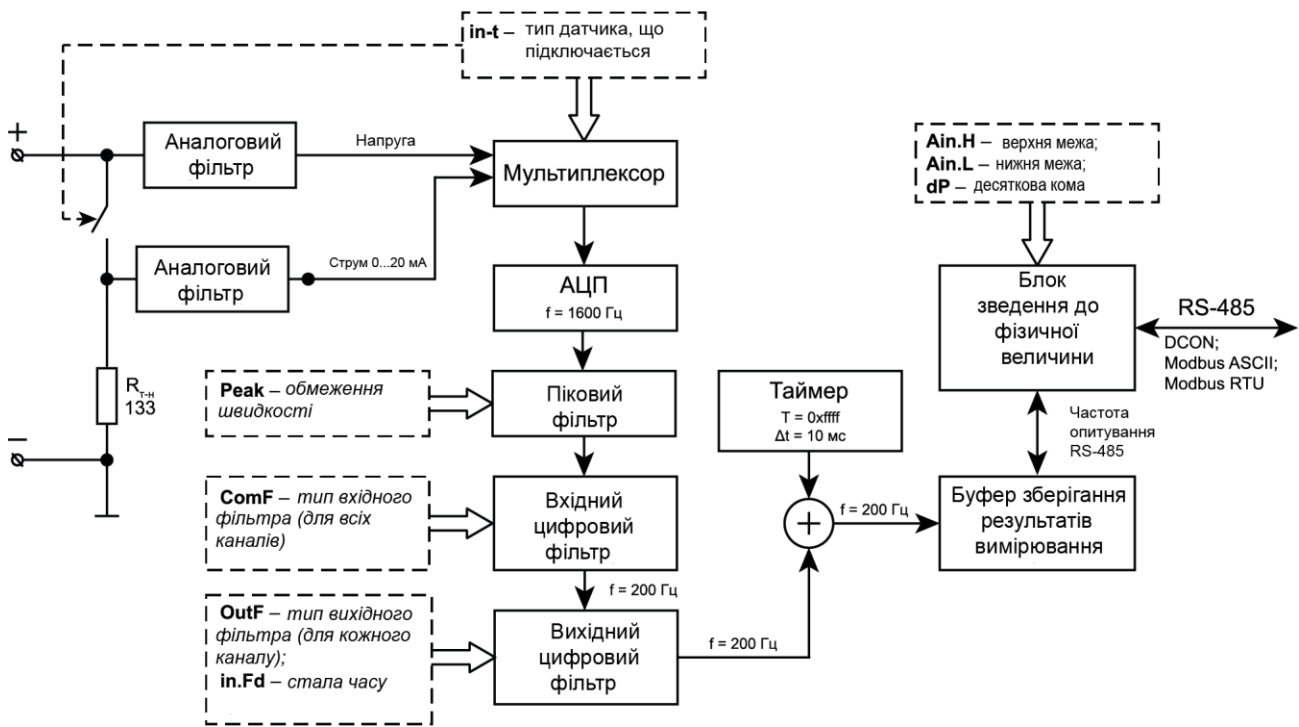 in-t – тип датчика, що
підключається
+
Аналоговий
фільтр
Напруга
Мультиплексор
Ain.H – верхня межа;
Ain.L – нижня межа;
dP – десяткова кома
Аналоговий
фільтр
Струм 0...20 мА
АЦП
f = 1600 Гц
Блок
зведення до
фізичної
величини
RS-485
DCON;
Modbus ASCII;
Modbus RTU
Rт-н
133
–
Peak – обмеження
швидкості
Піковий
фільтр
Таймер
T = 0xffff
Δt = 10 мс
Частота
опитування
RS-485
ComF – тип вхідного
фільтра (для всіх
каналів)
Вхідний
цифровий
фільтр
+
f = 200 Гц
Буфер зберігання
результатів
вимірювання
f = 200 Гц
OutF – тип вихідного
фільтра (для кожного
каналу);
in.Fd – стала часу
Вихідний
цифровий
фільтр
f = 200 Гц